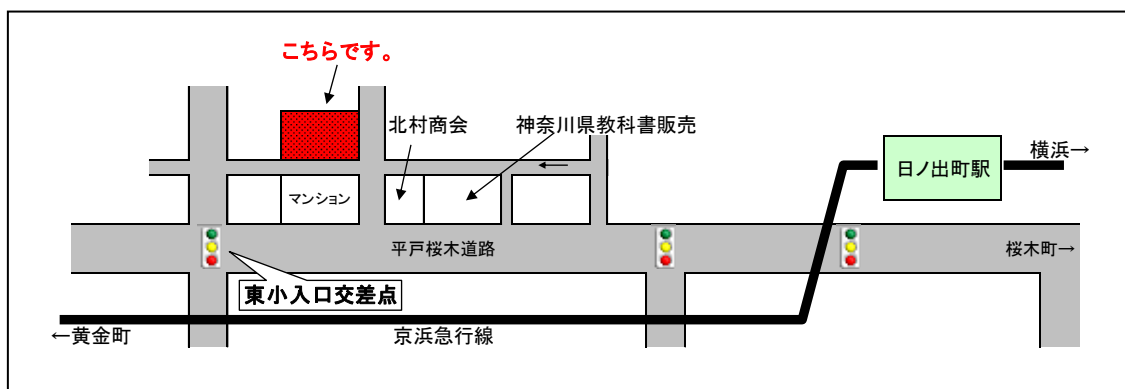 こちらです。
北村商会
神奈川県教科書販売
横浜→
日ノ出町駅
←
マンション
平戸桜木道路
桜木町→
東小入口交差点
←黄金町
京浜急行線